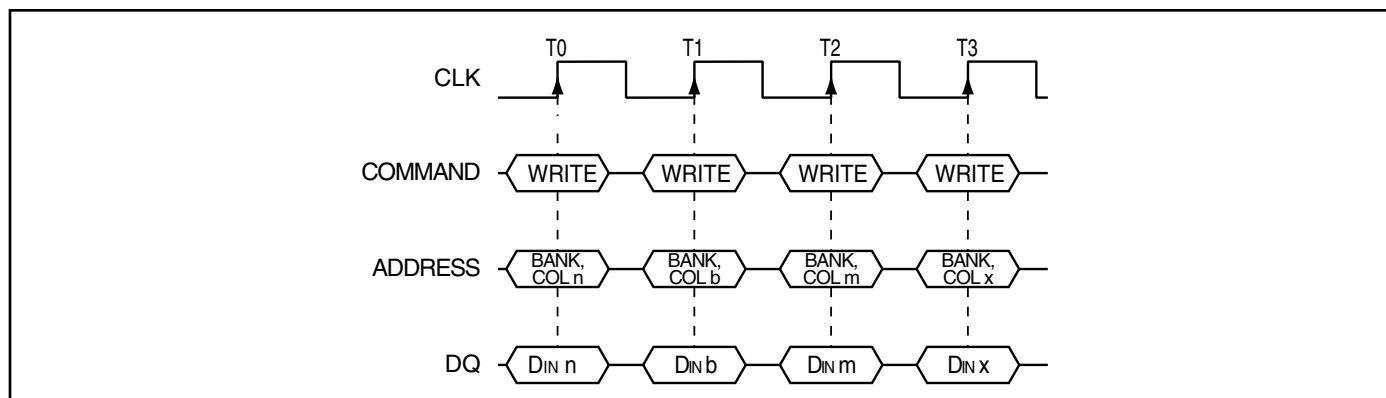 T0 T1 T2 T3
CLK
COMMAND WRITE WRITE WRITE WRITE
ADDRESS BANK, COL n BANK, COL b BANK, COL m BANK, COL x
DQ DIN n DIN b DIN m DIN x